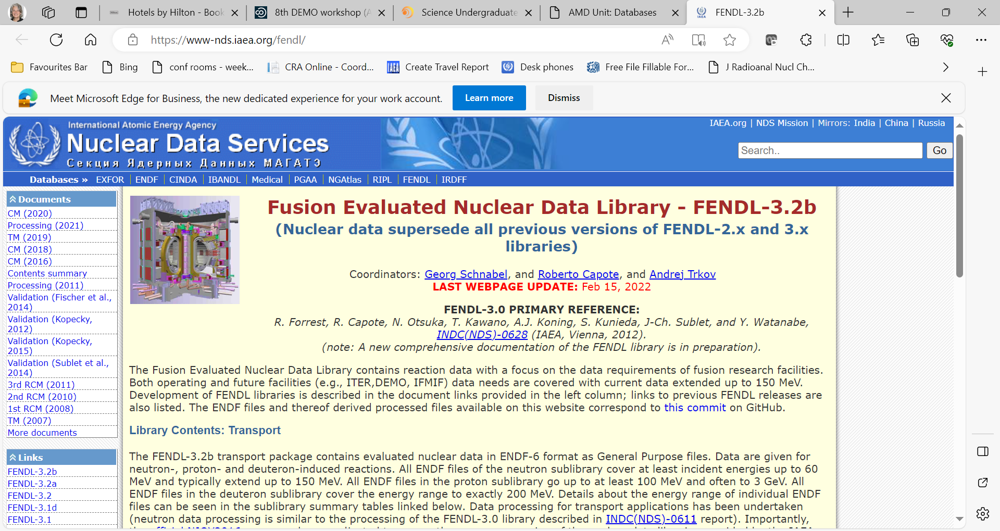 Hotels by Hilton - Book
8th DEMO workshop (A
Science Undergraduate
AMD Unit: Databases
FENDL-3.2b
https://www-nds.iaea.org/fendl/
Favourites Bar
Bing
conf rooms - week...
CRA Online - Coord...
Create Travel Report
Desk phones
Free File Fillable For...
J Radioanal Nucl Ch...
Meet Microsoft Edge for Business, the new dedicated experience for your work account.
Learn more
Dismiss
International Atomic Energy Agency
Nuclear Data Services
Секция Ядерных Данных МАГАТЭ
IAEA.org | NDS Mission | Mirrors: India | China | Russia
Search..
Go
Databases » EXFOR | ENDF | CINDA | IBANDL | Medical | PGAA | NGAtlas | RIPL | FENDL | IRDFF
Documents
CM (2020)
Processing (2021)
TM (2019)
CM (2018)
CM (2016)
Contents summary
Processing (2011)
Validation (Fischer et al.,
2014)
Validation (Kopecky,
2012)
Validation (Kopecky,
2015)
Validation (Sublet et al.,
2014)
3rd RCM (2011)
2nd RCM (2010)
1st RCM (2008)
TM (2007)
More documents
Links
FENDL-3.2b
FENDL-3.2a
FENDL-3.2
FENDL-3.1d
FENDL-3.1
Fusion Evaluated Nuclear Data Library - FENDL-3.2b
(Nuclear data supersede all previous versions of FENDL-2.x and 3.x
libraries)
Coordinators: Georg Schnabel, and Roberto Capote, and Andrej Trkov
LAST WEBPAGE UPDATE: Feb 15, 2022
FENDL-3.0 PRIMARY REFERENCE:
R. Forrest, R. Capote, N. Otsuka, T. Kawano, A.J. Koning, S. Kunieda, J-Ch. Sublet, and Y. Watanabe,
INDC(NDS)-0628 (IAEA, Vienna, 2012).
(note: A new comprehensive documentation of the FENDL library is in preparation).
The Fusion Evaluated Nuclear Data Library contains reaction data with a focus on the data requirements of fusion research facilities.
Both operating and future facilities (e.g., ITER,DEMO, IFMIF) data needs are covered with current data extended up to 150 MeV.
Development of FENDL libraries is described in the document links provided in the left column; links to previous FENDL releases are
also listed. The ENDF files and thereof derived processed files available on this website correspond to this commit on GitHub.
Library Contents: Transport
The FENDL-3.2b transport package contains evaluated nuclear data in ENDF-6 format as General Purpose files. Data are given for
neutron-, proton- and deuteron-induced reactions. All ENDF files of the neutron sublibrary cover at least incident energies up to 60
MeV and typically extend up to 150 MeV. All ENDF files in the proton sublibrary go up to at least 100 MeV and often to 3 GeV. All
ENDF files in the deuteron sublibrary cover the energy range to exactly 200 MeV. Details about the energy range of individual ENDF
files can be seen in the sublibrary summary tables linked below. Data processing for transport applications has been undertaken
(neutron data processing is similar to the processing of the FENDL-3.0 library described in INDC(NDS)-0611 report). Importantly,